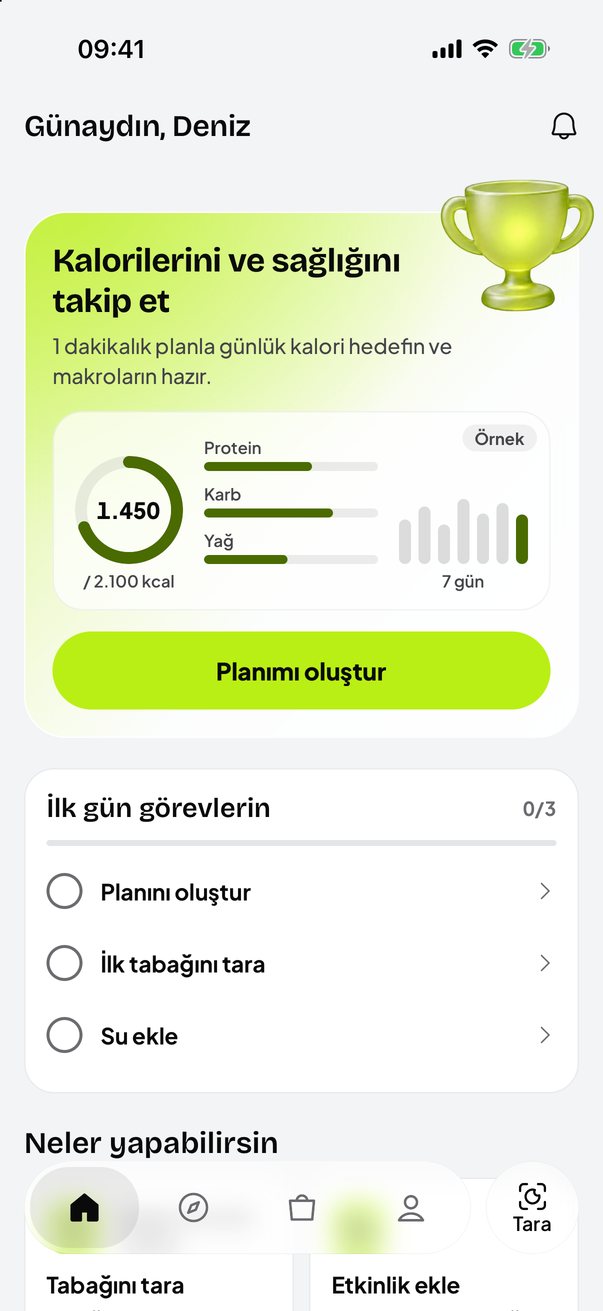 09:41
Günaydın, Deniz
Kalorilerini ve sağlığını
takip et
1 dakikalık planla günlük kalori hedefin ve
makroların hazır.
Örnek
Protein
Karb
Yağ
1.450
/ 2.100 kcal
7 gün
Planımı oluştur
İlk gün görevlerin
0/3
Planını oluştur
İlk tabağını tara
Su ekle
Neler yapabilirsin
Tara
Tabağını tara
Etkinlik ekle